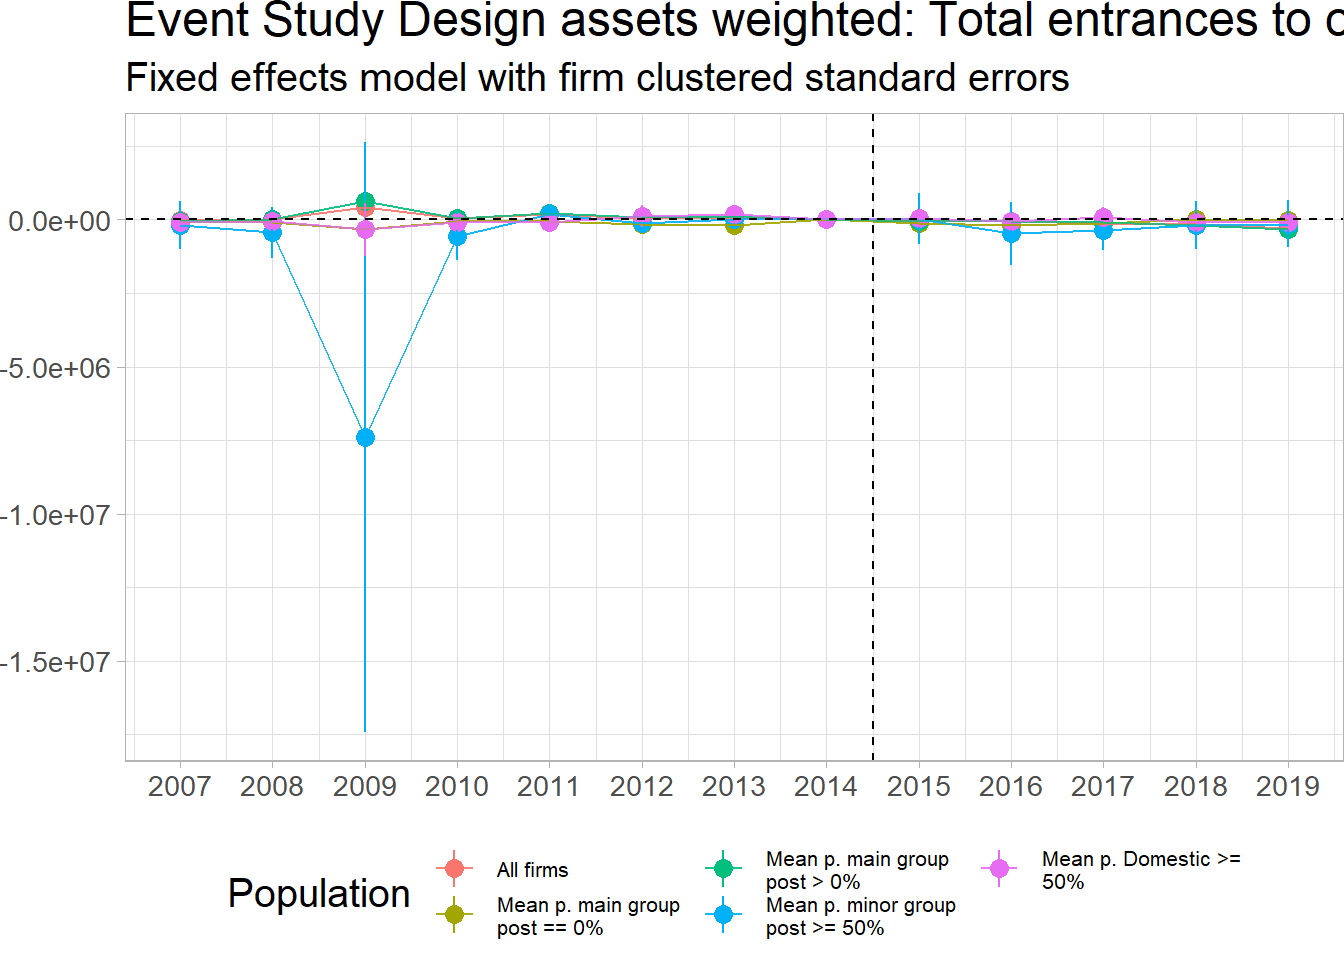 Event Study Design assets weighted: Total entrances to
Fixed effects model with firm clustered standard errors
0.0e+00
-5.0e+06
-1.0e+07
-1.5e+07
2007 2008 2009 2010 2011 2012 2013 2014 2015 2016 2017 2018 2019
Population
All firms
Mean p. main group
post == 0%
Mean p. main group
post > 0%
Mean p. minor group
post >= 50%
Mean p. Domestic >=
50%